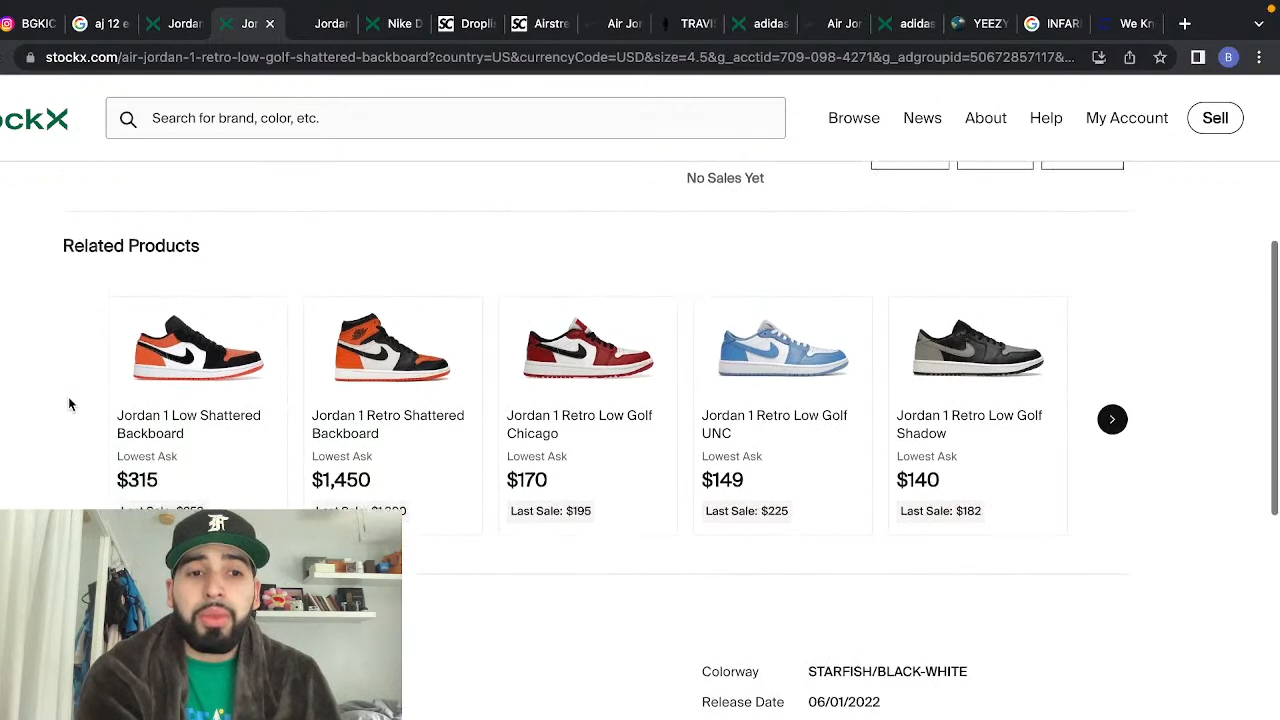 BGKIC
aj 12 e
Jordar
Jor
Jordar
Nike D
SC
Droplis
SC
Airstre
Air Jor
TRAVI
adidas
Air Jor
adidas
YEEZY
INFARI
We Kn
stockx.com/air-jordan-1-retro-low-golf-shattered-backboard?country=US&currencyCode=USD&size=4.5&g_acctid=709-098-4271&g_adgroupid=50672857117&...
B
ockX
Search for brand, color, etc.
Browse
News
About
Help
My Account
Sell
No Sales Yet
Related Products
Jordan 1 Low Shattered
Backboard
Lowest Ask
$315
Jordan 1 Retro Shattered
Backboard
Lowest Ask
$1,450
Jordan 1 Retro Low Golf
Chicago
Lowest Ask
$170
Last Sale: $195
Jordan 1 Retro Low Golf
UNC
Lowest Ask
$149
Last Sale: $225
Jordan 1 Retro Low Golf
Shadow
Lowest Ask
$140
Last Sale: $182
Colorway STARFISH/BLACK-WHITE
Release Date 06/01/2022